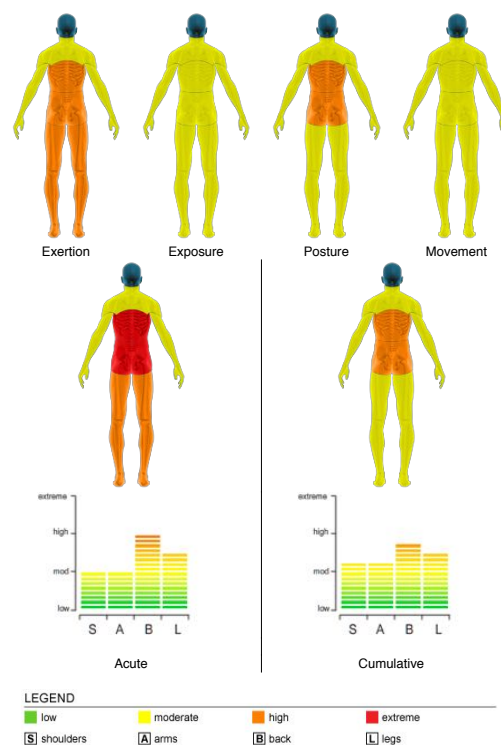 Exertion Exposure Posture Movement
extreme extreme
high high
mod mod
low low
S A B L S A B L
Acute Cumulative
LEGEND
low moderate high extreme
S shoulders A arms B back L legs